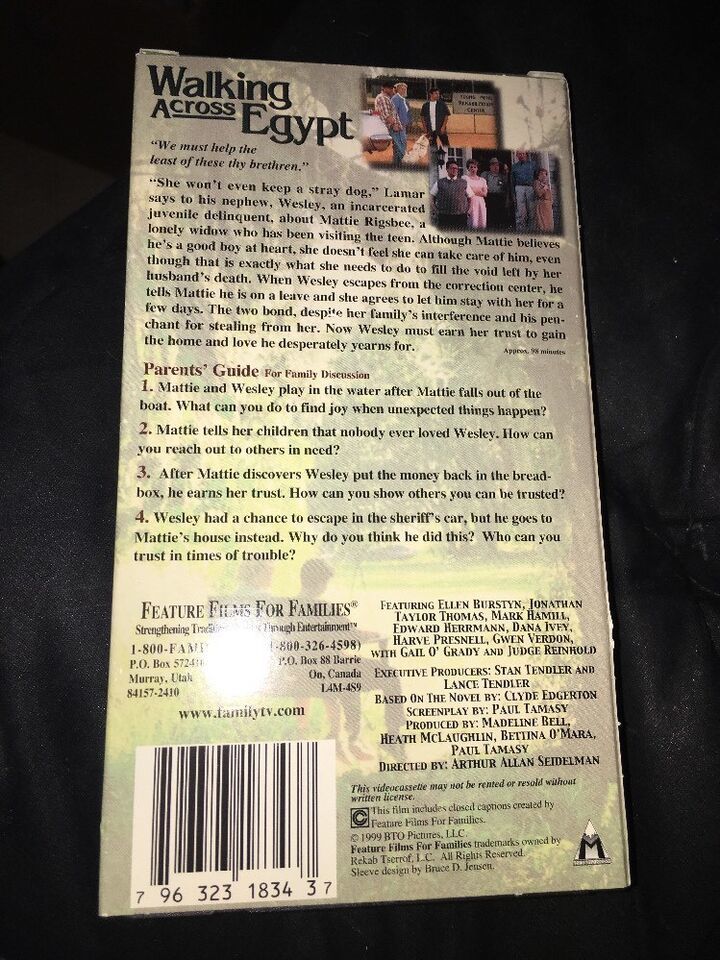 Walking
Across
Egypt
YOUNG MENS
REHABILITATION
CENTER
"We must help the
least of these thy brethren."
"She won't even keep a stray dog," Lamar
says to his nephew, Wesley, an incarcerated
juvenile delinquent, about Mattie Rigsbee, a
lonely widow who has been visiting the teen. Although Mattie believes
he's a good boy at heart, she doesn't feel she can take care of him, even
though that is exactly what she needs to do to fill the void left by her
husband's death. When Wesley escapes from the correction center, he
tells Mattie he is on a leave and she agrees to let him stay with her for a
few days. The two bond, despite her family's interference and his pen-
chant for stealing from her. Now Wesley must earn her trust to gain
the home and love he desperately yearns for.
Approx. 98 minutes
Parents' Guide For Family Discussion
1. Mattie and Wesley play in the water after Mattie falls out of the
boat. What can you do to find joy when unexpected things happen?
2. Mattie tells her children that nobody ever loved Wesley. How can
you reach out to others in need?
3. After Mattie discovers Wesley put the money back in the bread-
box, he earns her trust. How can you show others you can be trusted?
4. Wesley had a chance to escape in the sheriff's car, but he goes to
Mattie's house instead. Why do you think he did this? Who can you
trust in times of trouble?
FEATURE FILMS FOR FAMILIES®
Strengthening Through Entertainment™
1-800-FAM -800-326-4598)
P.O. Box 5724 P.O. Box 88 Barrie
Murray, Utah On, Canada
84157-2410 L4M-4S9
www.familytv.com
FEATURING ELLEN BURSTYN, JONATHAN
TAYLOR THOMAS, MARK HAMILL,
EDWARD HERRMANN, DANA IVEY,
HARVE PRESNELL, GWEN VERDON,
WITH GAIL O' GRADY AND JUDGE REINHOLD
EXECUTIVE PRODUCERS: STAN TENDLER AND
LANCE TENDLER
BASED ON THE NOVEL BY: CLYDE EDGERTON
SCREENPLAY BY: PAUL TAMASY
PRODUCED BY: MADELINE BELL,
HEATH MCLAUGHLIN, BETTINA O'MARA,
PAUL TAMASY
DIRECTED BY: ARTHUR ALLAN SEIDELMAN
This videocassette may not be rented or resold without
written license.
C This film includes closed captions created by
Feature Films For Families.
© 1999 BTO Pictures, LLC.
Feature Films For Families trademarks owned by
Rekab Tserrof, L.C. All Rights Reserved.
Sleeve design by Bruce D. Jensen.
M
7 96 323 1834 3 7